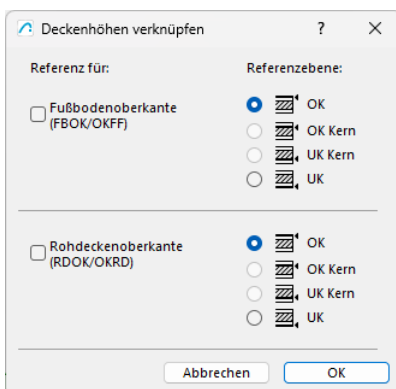 Deckenhöhen verknüpfen ?
Referenz für: Referenzebene:
Fußbodenoberkante
(FBOK/OKFF)
OK
OK Kern
UK Kern
UK
Rohdeckenoberkante
(RDOK/OKRD)
OK
OK Kern
UK Kern
UK
Abbrechen OK